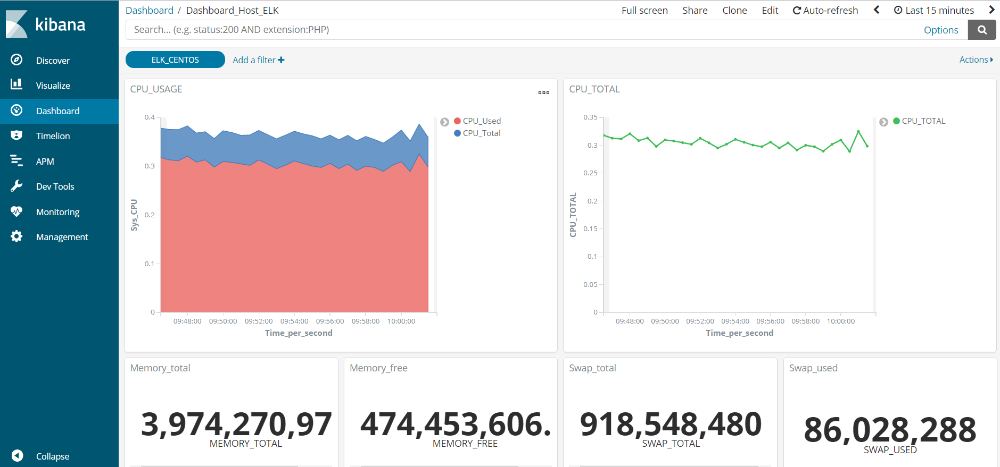 kibana
Discover
Visualize
Dashboard
Timelion
APM
Dev Tools
Monitoring
Management
Collapse
Dashboard / Dashboard_Host_ELK
Full screen Share Clone Edit Auto-refresh Last 15 minutes
Search... (e.g. status:200 AND extension:PHP) Options
ELK_CENTOS Add a filter Actions
CPU_USAGE
0.4
0.3
0.2
0.1
0
Sys_CPU
09:48:00 09:50:00 09:52:00 09:54:00 09:56:00 09:58:00 10:00:00
Time_per_second
CPU_Used
CPU_Total
CPU_TOTAL
0.35
0.3
0.25
0.2
0.15
0.1
0.05
0
CPU_TOTAL
09:48:00 09:50:00 09:52:00 09:54:00 09:56:00 09:58:00 10:00:00
Time_per_second
CPU_TOTAL
Memory_total
3,974,270,97
MEMORY_TOTAL
Memory_free
474,453,606.
MEMORY_FREE
Swap_total
918,548,480
SWAP_TOTAL
Swap_used
86,028,288
SWAP_USED